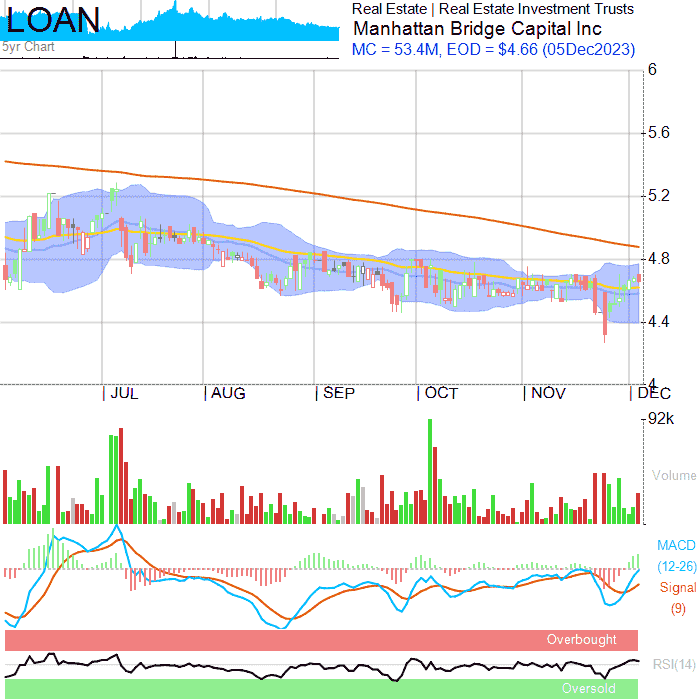 LOAN
5yr Chart
Real Estate | Real Estate Investment Trusts
Manhattan Bridge Capital Inc
MC = 53.4M, EOD = $4.66 (05Dec2023)
6
5.6
5.2
4.8
4.4
4
JUL
AUG
SEP
OCT
NOV
DEC
92k
Volume
MACD
(12-26)
Signal
(9)
Overbought
RSI(14)
Oversold